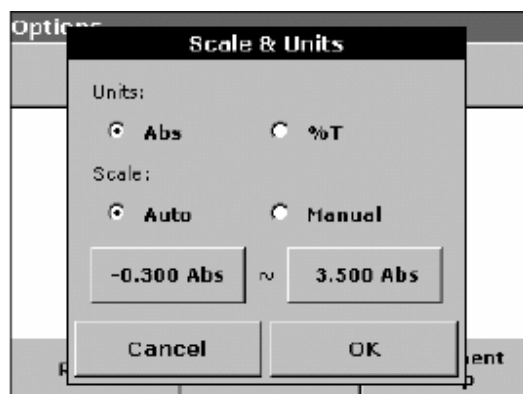 Scale & Units
Units:
Abs %T
Scale:
Auto Manual
-0.300 Abs ~ 3.500 Abs
Cancel OK